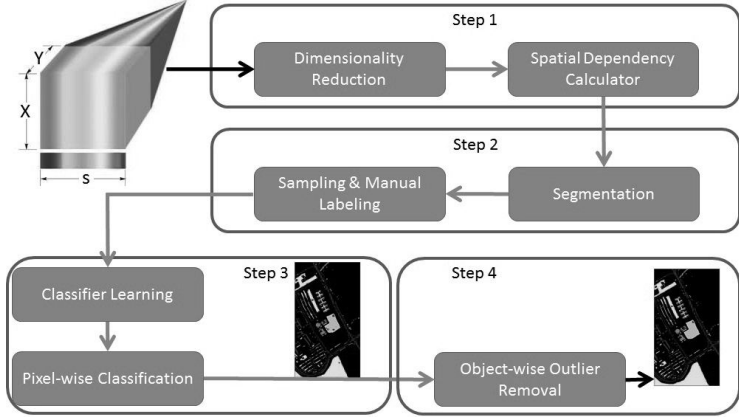 Y
X
S
Step 1
Dimensionality
Reduction
Spatial Dependency
Calculator
Step 2
Sampling & Manual
Labeling
Segmentation
Step 3
Classifier Learning
Pixel-wise Classification
Step 4
Object-wise Outlier
Removal